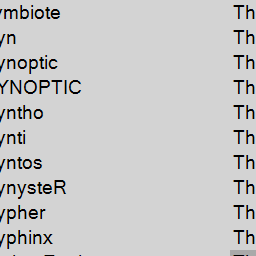 ymbiote Th
yn Th
ynoptic Th
YNOPTIC Th
yntho Th
ynti Th
yntos Th
ynysteR Th
ypher Th
yphinx Th